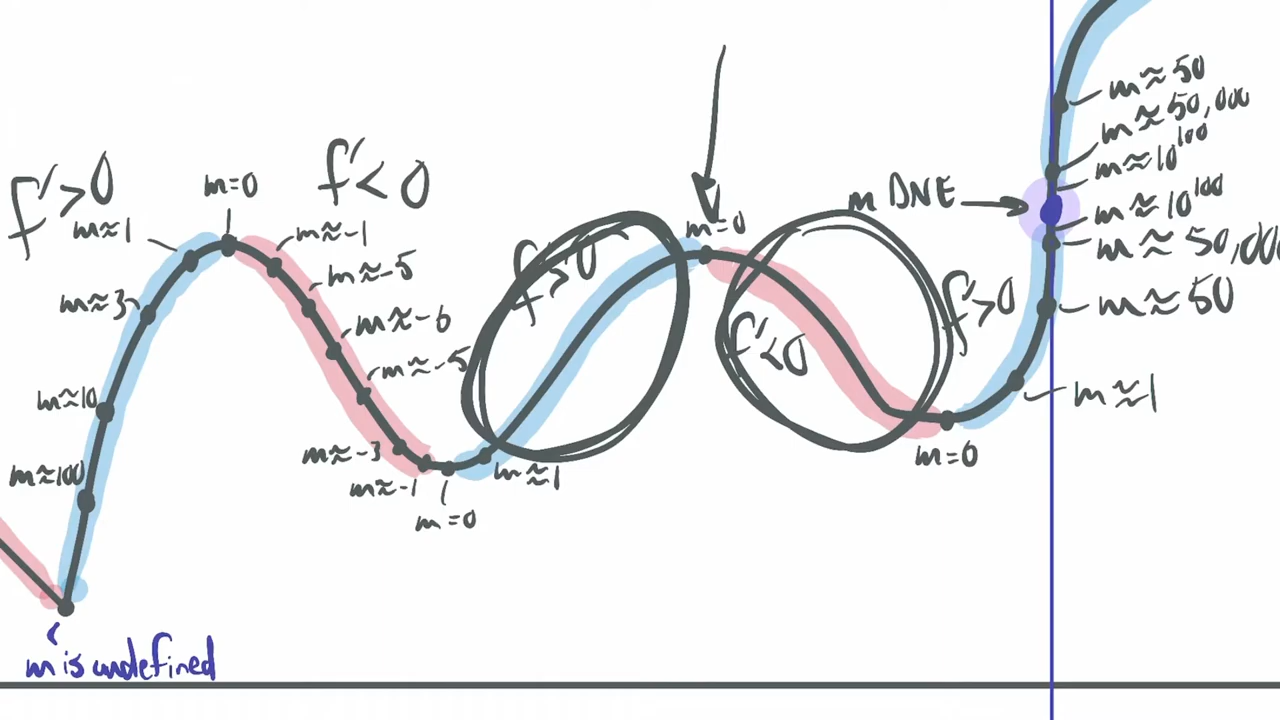 f'>0
m≈1
m=0
f'<0
m≈-1
m≈-5
m≈-6
m≈-5
m≈3
m≈10
m≈100
m≈-3
m≈-1
m=0
m≈1
m is undefined
f'>0
m=0
f'<0
m DNE
f'>0
m=0
m≈50
m≈50,000
m≈10^100
m≈10^100
m≈50,000
m≈50
m≈1